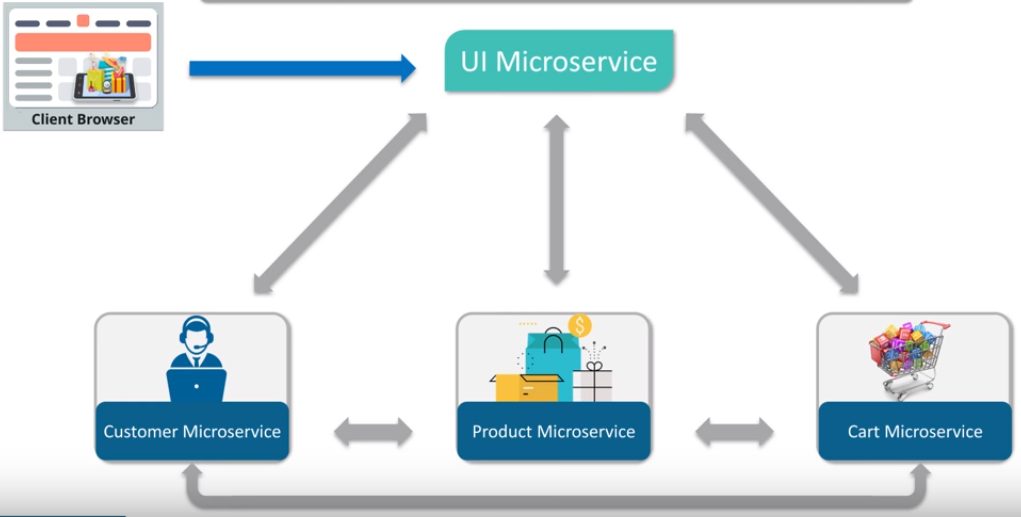 UI Microservice
Client Browser
$
Customer Microservice
Product Microservice
Cart Microservice